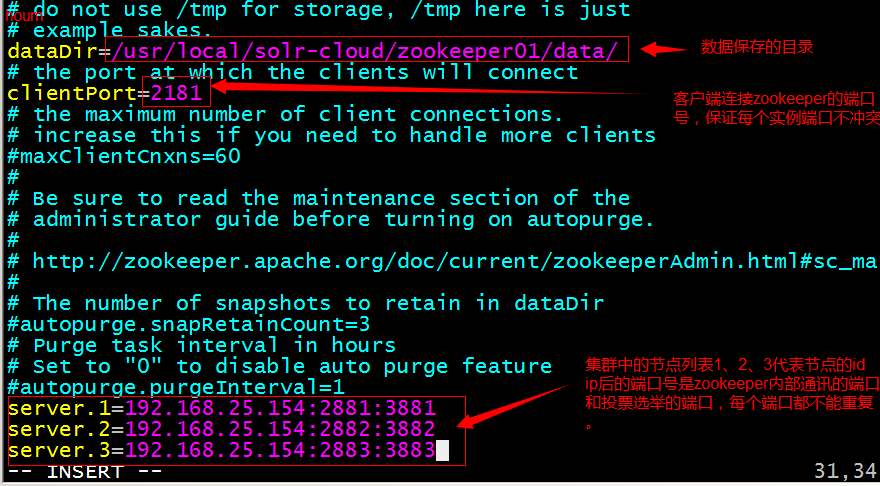 # do not use /tmp for storage, /tmp here is just
# example sakes.
dataDir=/usr/local/solr-cloud/zookeeper01/data/
数据保存的目录
# the port at which the clients will connect
clientPort=2181
客户端连接zookeeper的端口
号，保证每个实例端口不冲突
# the maximum number of client connections.
# increase this if you need to handle more clients
#maxClientCnxns=60
#
# Be sure to read the maintenance section of the
# administrator guide before turning on autopurge.
#
# http://zookeeper.apache.org/doc/current/zookeeperAdmin.html#sc_ma
#
# The number of snapshots to retain in dataDir
#autopurge.snapRetainCount=3
# Purge task interval in hours
# Set to "0" to disable auto purge feature
#autopurge.purgeInterval=1
集群中的节点列表1、2、3代表节点的id
ip后的端口号是zookeeper内部通讯的端口
和投票选举的端口，每个端口都不能重复
。
server.1=192.168.25.154:2881:3881
server.2=192.168.25.154:2882:3882
server.3=192.168.25.154:2883:3883
-- INSERT --
31,34